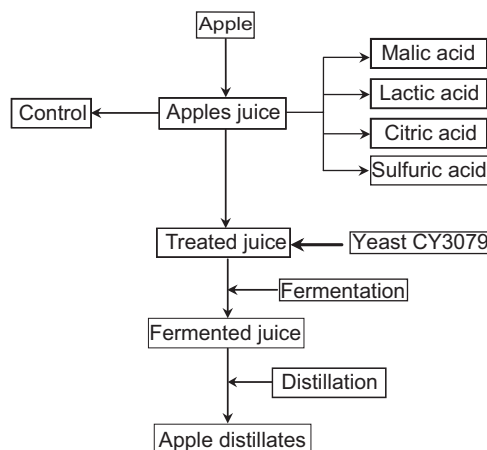 Apple
Malic acid
Lactic acid
Control
Apples juice
Citric acid
Sulfuric acid
Treated juice
Yeast CY3079
Fermentation
Fermented juice
Distillation
Apple distillates